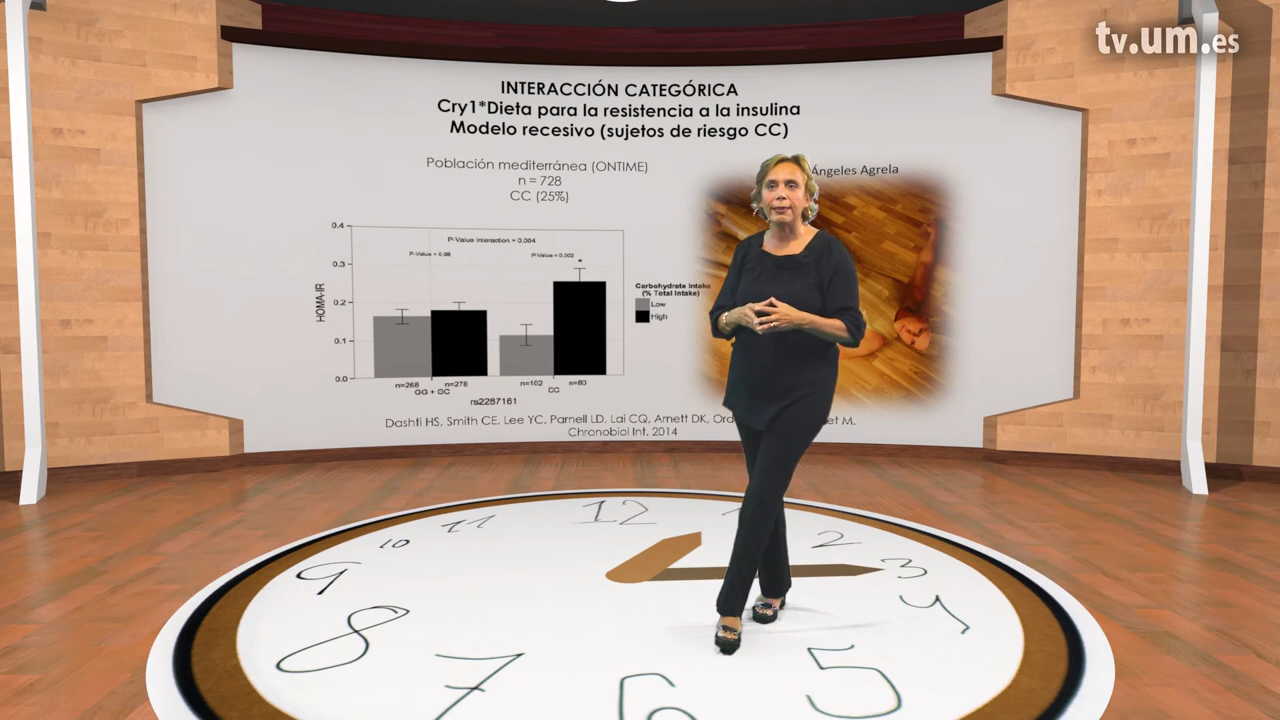 tv.um.es
INTERACCIÓN CATEGÓRICA
Cry1*Dieta para la resistencia a la insulina
Modelo recesivo (sujetos de riesgo CC)
Población mediterránea (ONTIME)
n = 728
CC (25%)
Ángeles Agrela
0.4
0.3
0.2
0.1
0.0
HOMA-IR
P-Value Interaction = 0.004
P-Value = 0.98
P-Value = 0.002
*
Carbohydrate Intake
(% Total Intake)
Low
High
n=268
n=278
n=102
n=80
GG + GC
CC
rs2287161
Dashti HS, Smith CE, Lee YC, Parnell LD, Lai CQ, Arnett DK, Ord et M.
Chronobiol Int. 2014
12
11
10
9
8
7
6
5
4
3
2
1